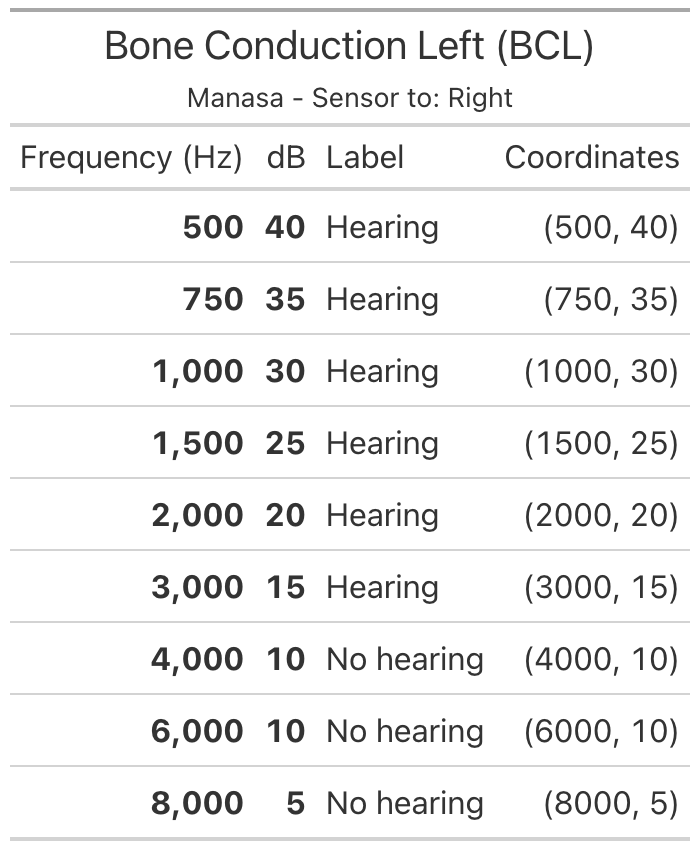 Bone Conduction Left (BCL)
Manasa - Sensor to: Right
Frequency (Hz) dB Label Coordinates
500 40 Hearing (500, 40)
750 35 Hearing (750, 35)
1,000 30 Hearing (1000, 30)
1,500 25 Hearing (1500, 25)
2,000 20 Hearing (2000, 20)
3,000 15 Hearing (3000, 15)
4,000 10 No hearing (4000, 10)
6,000 10 No hearing (6000, 10)
8,000 5 No hearing (8000, 5)